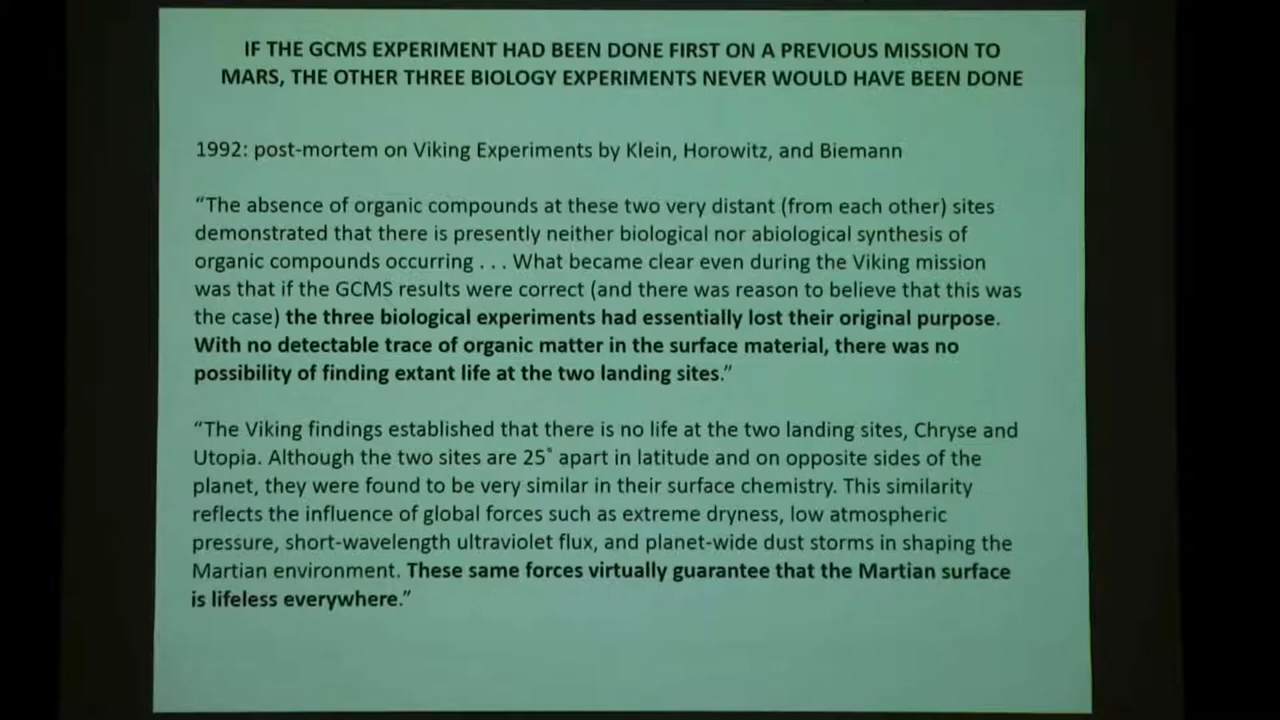 IF THE GCMS EXPERIMENT HAD BEEN DONE FIRST ON A PREVIOUS MISSION TO
MARS, THE OTHER THREE BIOLOGY EXPERIMENTS NEVER WOULD HAVE BEEN DONE
1992: post-mortem on Viking Experiments by Klein, Horowitz, and Biemann
“The absence of organic compounds at these two very distant (from each other) sites
demonstrated that there is presently neither biological nor abiological synthesis of
organic compounds occurring . . . What became clear even during the Viking mission
was that if the GCMS results were correct (and there was reason to believe that this was
the case) the three biological experiments had essentially lost their original purpose.
With no detectable trace of organic matter in the surface material, there was no
possibility of finding extant life at the two landing sites.”
“The Viking findings established that there is no life at the two landing sites, Chryse and
Utopia. Although the two sites are 25˚ apart in latitude and on opposite sides of the
planet, they were found to be very similar in their surface chemistry. This similarity
reflects the influence of global forces such as extreme dryness, low atmospheric
pressure, short-wavelength ultraviolet flux, and planet-wide dust storms in shaping the
Martian environment. These same forces virtually guarantee that the Martian surface
is lifeless everywhere.”